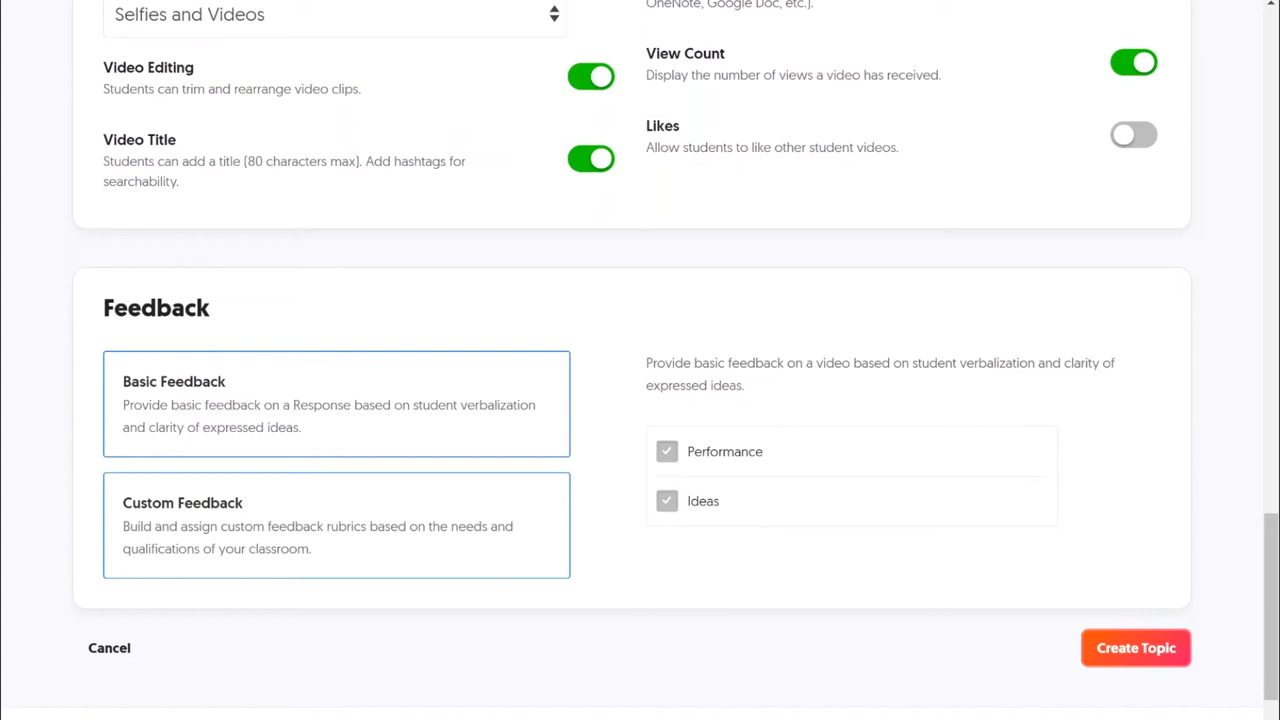 Selfies and Videos
Video Editing
Students can trim and rearrange video clips.
Video Title
Students can add a title (80 characters max). Add hashtags for
searchability.
OneNote, Google Doc, etc.).
View Count
Display the number of views a video has received.
Likes
Allow students to like other student videos.
Feedback
Basic Feedback
Provide basic feedback on a Response based on student verbalization
and clarity of expressed ideas.
Custom Feedback
Build and assign custom feedback rubrics based on the needs and
qualifications of your classroom.
Provide basic feedback on a video based on student verbalization and clarity of
expressed ideas.
Performance
Ideas
Cancel
Create Topic